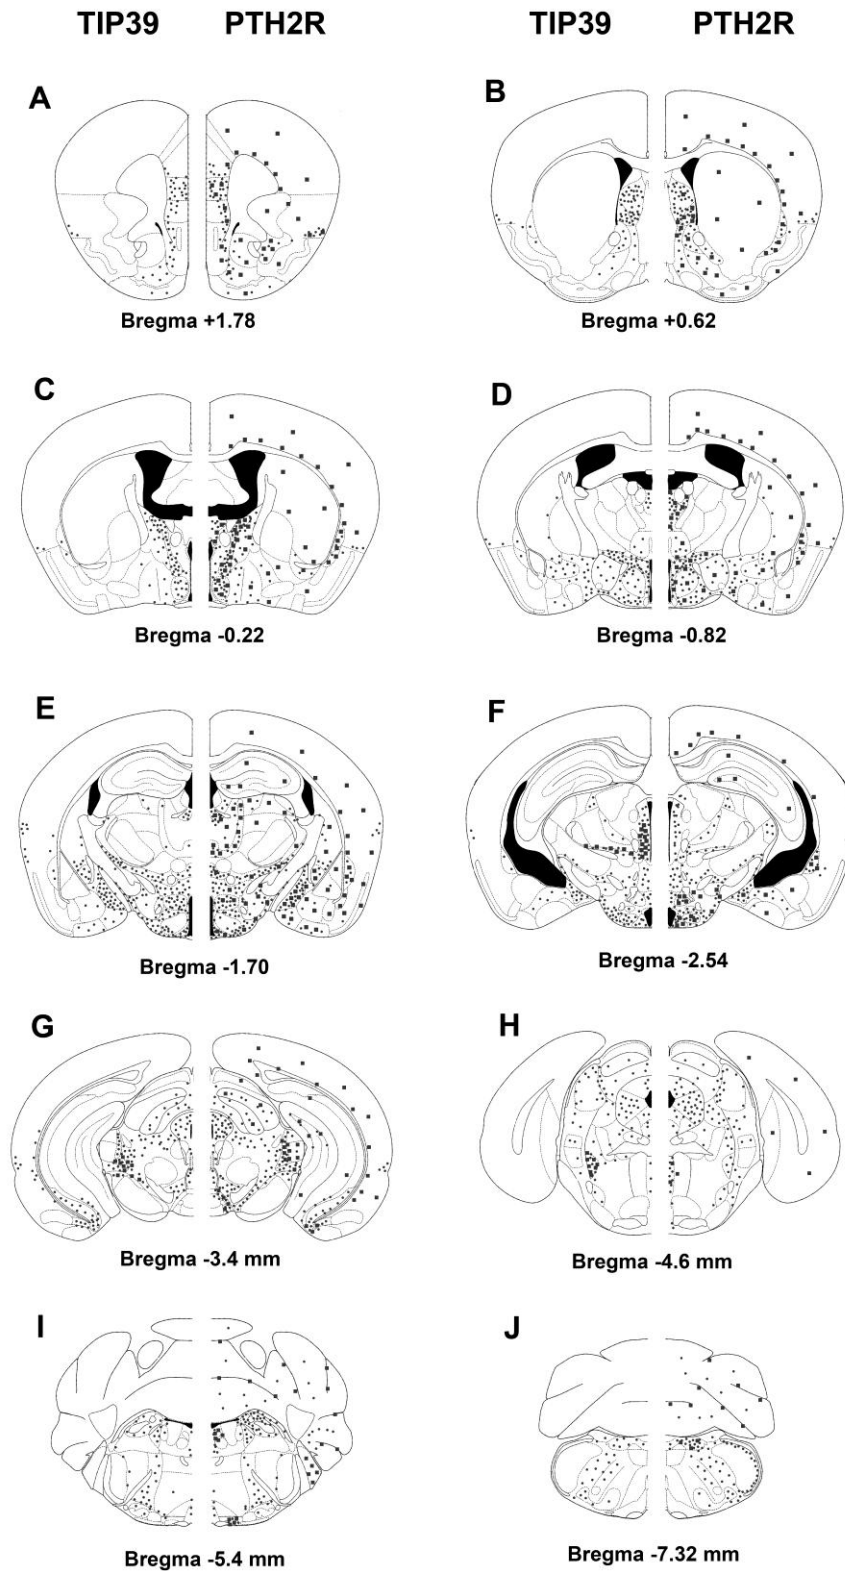 TIP39 PTH2R TIP39 PTH2R
A
B
Bregma +1.78
Bregma +0.62
C
D
Bregma -0.22
Bregma -0.82
E
F
Bregma -1.70
Bregma -2.54
G
H
Bregma -3.4 mm
Bregma -4.6 mm
I
J
Bregma -5.4 mm
Bregma -7.32 mm